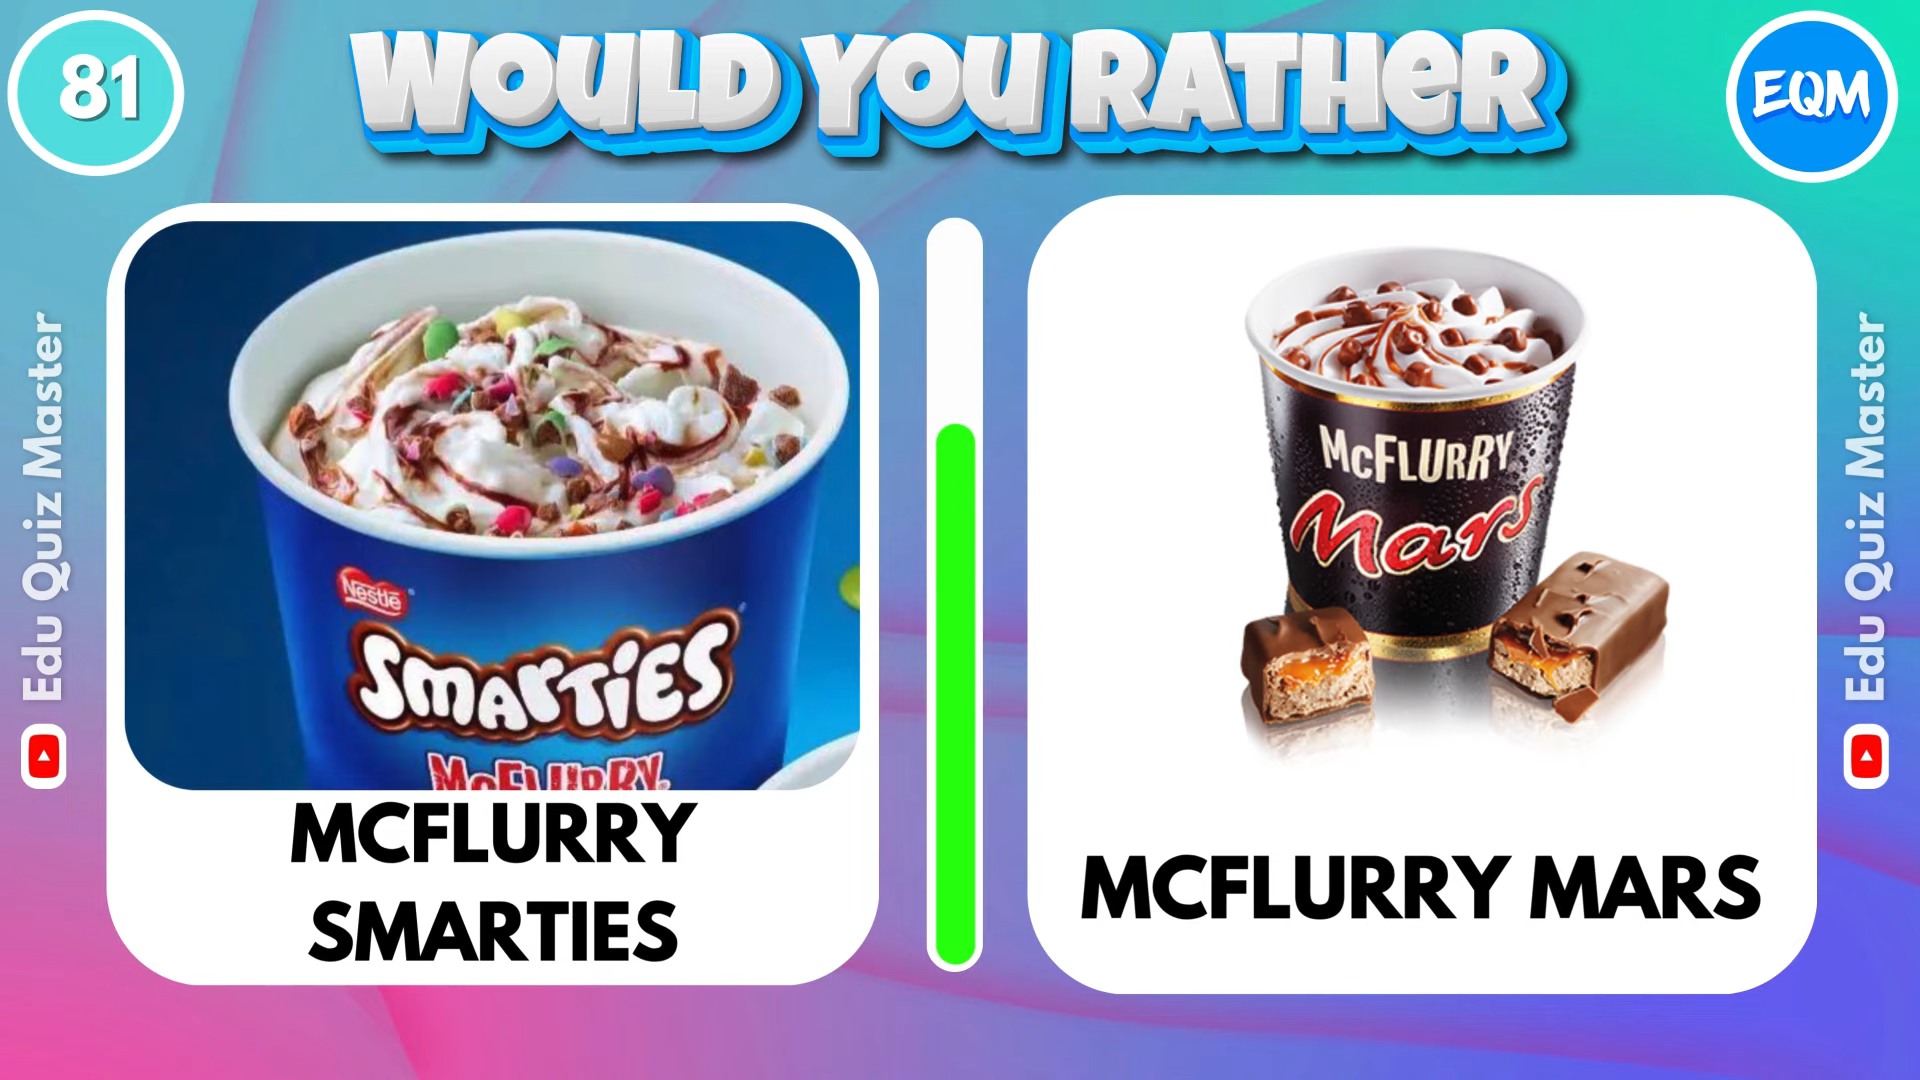 81
WOULD YOU RATHER
EQM
Nestlé
SMARTIES
McFLURRY
MCFLURRY
SMARTIES
McFLURRY
Mars
MCFLURRY MARS
Edu Quiz Master
Edu Quiz Master